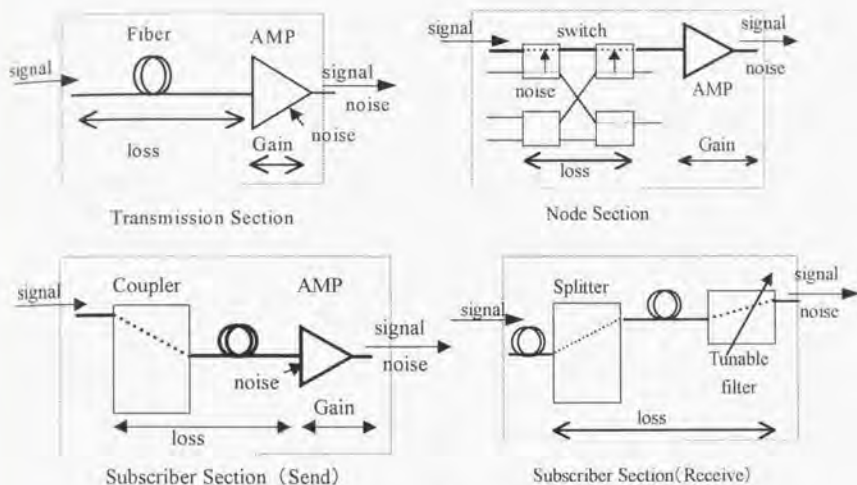 Fiber
AMP
signal
signal
noise
noise
loss
Gain
Transmission Section
signal
switch
signal
noise
noise
AMP
loss
Gain
Node Section
signal
Coupler
AMP
signal
noise
noise
Gain
loss
Subscriber Section (Send)
signal
Splitter
signal
noise
Tunable
filter
loss
Subscriber Section(Receive)